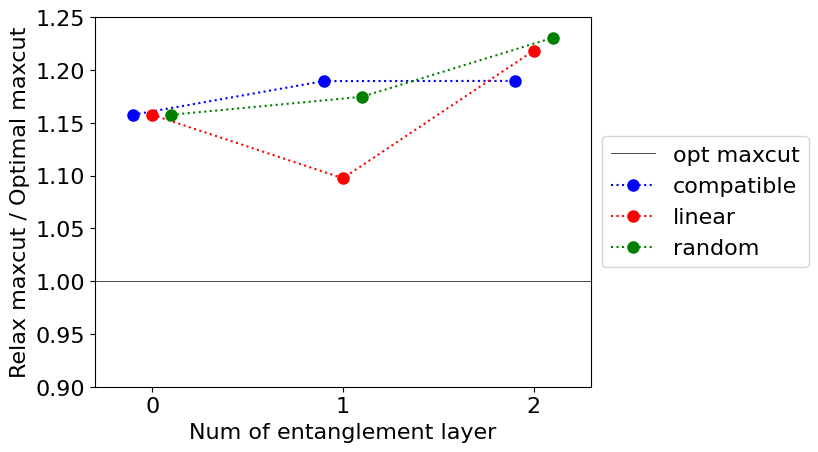 Relax maxcut / Optimal maxcut
1.25
1.20
1.15
1.10
1.05
1.00
0.95
0.90
0 1 2
Num of entanglement layer
opt maxcut
compatible
linear
random